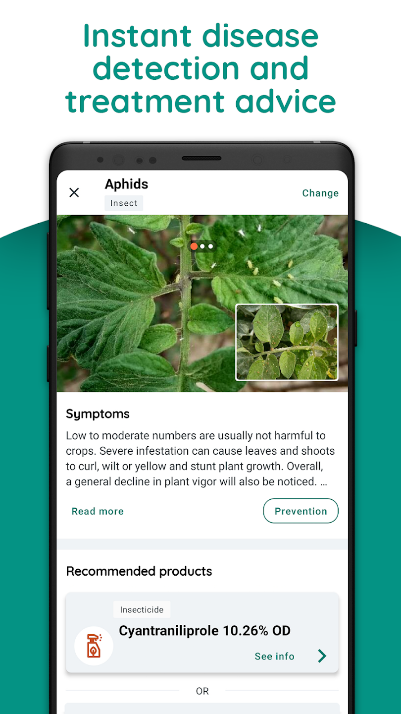 Instant disease
detection and
treatment advice
Aphids
Change
Insect
Symptoms
Low to moderate numbers are usually not harmful to
crops. Severe infestation can cause leaves and shoots
to curl, wilt or yellow and stunt plant growth. Overall,
a general decline in plant vigor will also be noticed. ...
Read more
Prevention
Recommended products
Insecticide
Cyantraniliprole 10.26% OD
See info
OR